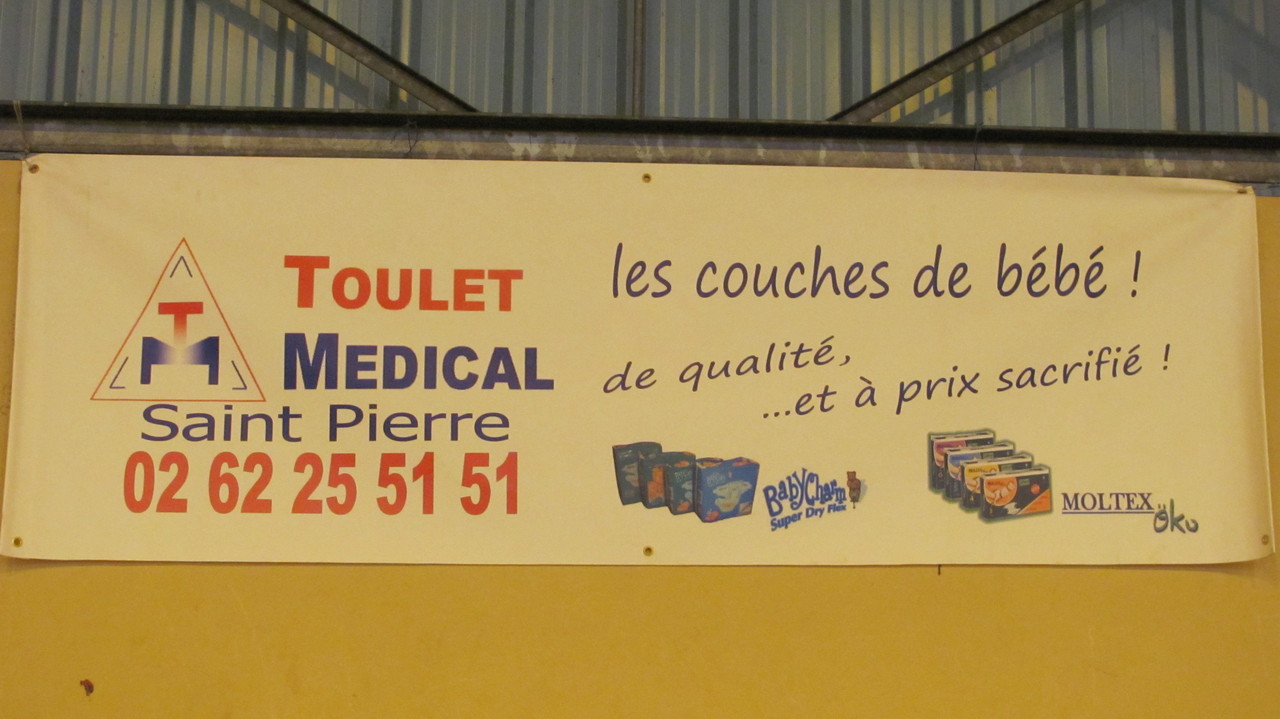 TM
TOULET
MEDICAL
Saint Pierre
02 62 25 51 51
les couches de bébé !
de qualité,
...et à prix sacrifié !
BabyCharm
Super Dry Flex
MOLTEX
öko